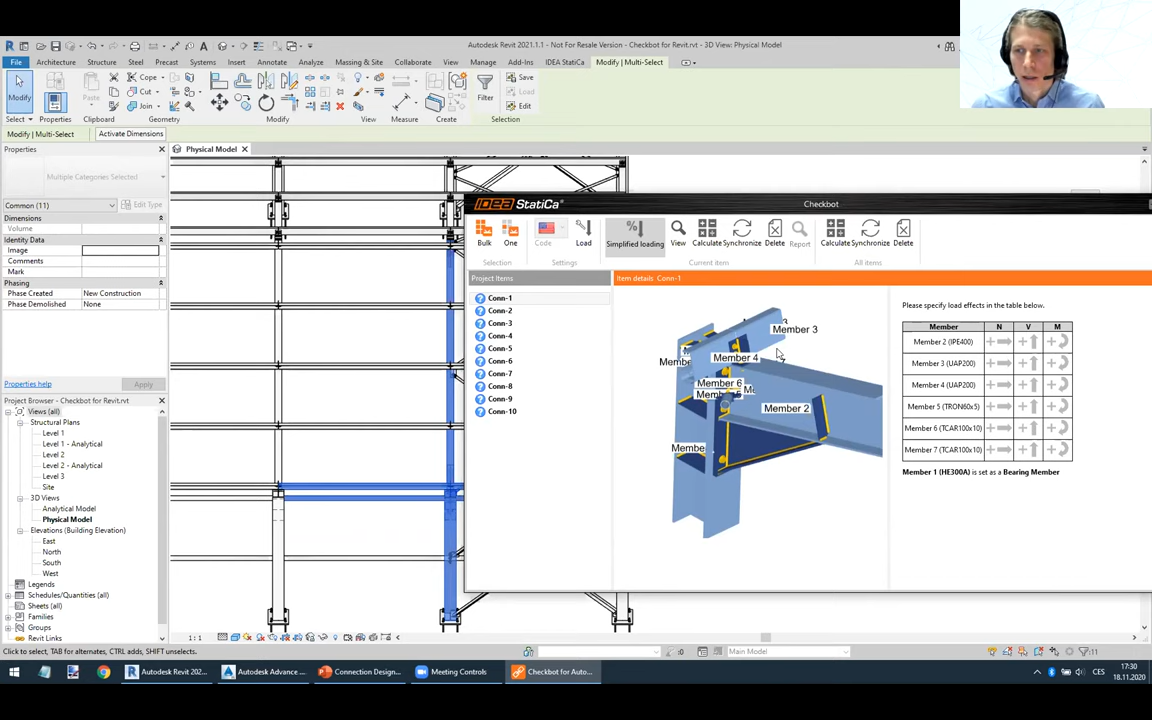 Autodesk Revit 2021.1.1 - Not For Resale Version - Checkbot for Revit.rvt - 3D View: Physical Model
File Architecture Structure Steel Precast Systems Insert Annotate Analyze Massing & Site Collaborate View Manage Add-Ins IDEA StatiCa Modify | Multi-Select
Modify Paste Cope Cut Join Filter Save Load Edit
Select Properties Clipboard Geometry Modify View Measure Create Selection
Modify | Multi-Select Activate Dimensions
Properties
Physical Model
Multiple Categories Selected
Common (11) Edit Type
Dimensions
Volume
Identity Data
Image
Comments
Mark
Phasing
Phase Created New Construction
Phase Demolished None
Properties help Apply
Project Browser - Checkbot for Revit.rvt
Views (all)
Structural Plans
Level 1
Level 1 - Analytical
Level 2
Level 2 - Analytical
Level 3
Site
3D Views
Analytical Model
Physical Model
Elevations (Building Elevation)
East
North
South
West
Legends
Schedules/Quantities (all)
Sheets (all)
Families
Groups
Revit Links
1:1
IDEA StatiCa® Checkbot
Bulk One Code Load Simplified loading View Calculate Synchronize Delete Report Calculate Synchronize Delete
Selection Settings Current item All items
Project Items
Conn-1
Conn-2
Conn-3
Conn-4
Conn-5
Conn-6
Conn-7
Conn-8
Conn-9
Conn-10
Item details Conn-1
Member 3
Member 4
Member 6
Member 2
Please specify load effects in the table below.
Member N V M
Member 2 (IPE400)
Member 3 (UAP200)
Member 4 (UAP200)
Member 5 (TRON60x5)
Member 6 (TCAR100x10)
Member 7 (TCAR100x10)
Member 1 (HE300A) is set as a Bearing Member
Click to select, TAB for alternates, CTRL adds, SHIFT unselects. :0 Main Model :11
Autodesk Revit 202... Autodesk Advance ... Connection Design... Meeting Controls Checkbot for Auto... CES 17:30
18.11.2020